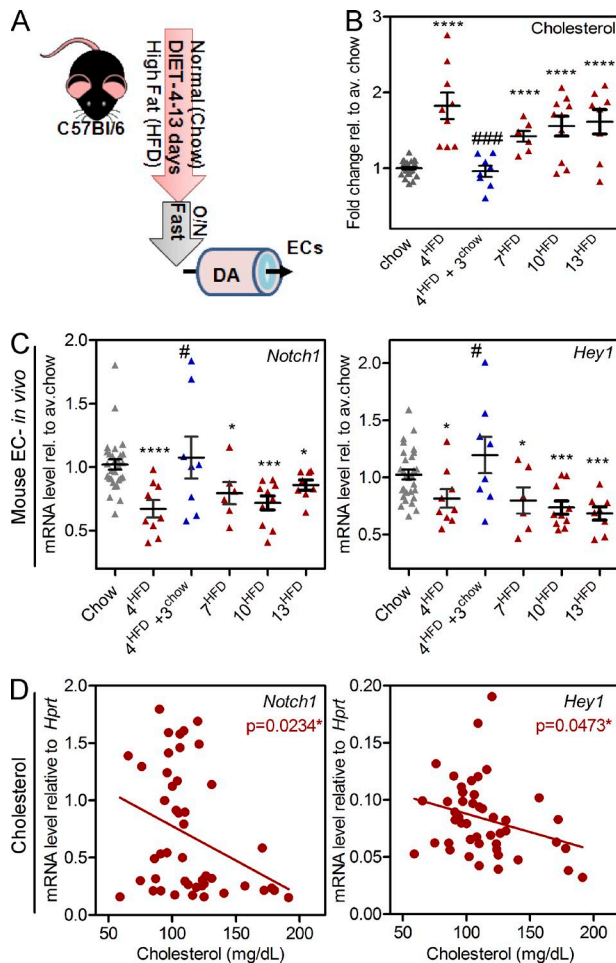 A
C57Bl/6
Normal (Chow)
DIET-4-13 days
High Fat (HFD)
O/N
Fast
DA
ECs
B
Cholesterol
Fold change rel. to av. chow
3
2
1
0
****
###
****
****
****
chow
4HFD
4HFD +3chow
7HFD
10HFD
13HFD
C
Mouse EC- in vivo
mRNA level rel. to av.chow
Notch1
2.0
1.5
1.0
0.5
****
#
*
***
*
Chow
4HFD
4HFD +3chow
7HFD
10HFD
13HFD
mRNA level rel. to av. chow
Hey1
2.0
1.5
1.0
0.5
*
#
*
***
***
Chow
4HFD
4HFD +3chow
7HFD
10HFD
13HFD
D
Cholesterol
mRNA level relative to Hprt
Notch1
p=0.0234*
2.0
1.5
1.0
0.5
0.0
50
100
150
200
Cholesterol (mg/dL)
mRNA level relative to Hprt
Hey1
p=0.0473*
0.20
0.15
0.10
0.05
0.00
50
100
150
200
Cholesterol (mg/dL)